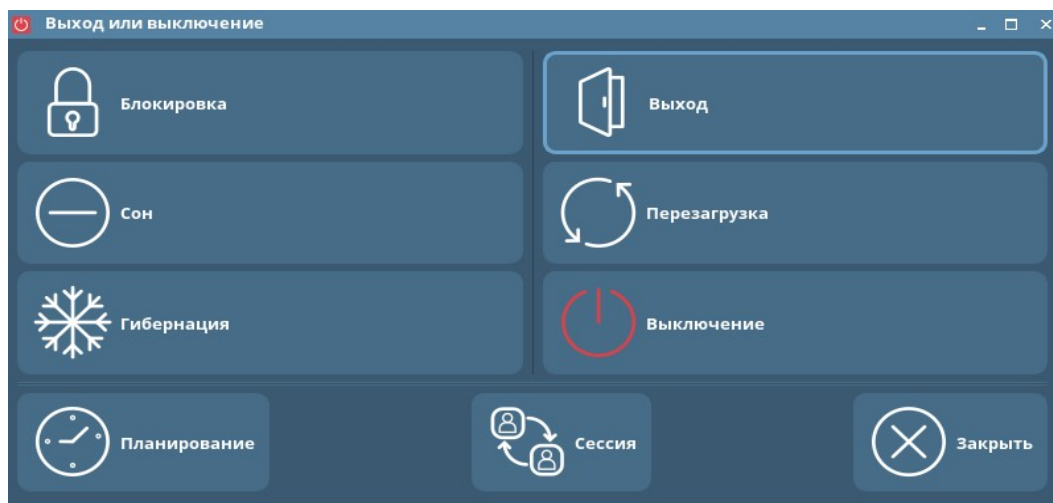 Выход или выключение
Блокировка
Выход
Сон
Перезагрузка
Гибернация
Выключение
Планирование
Сессия
Закрыть